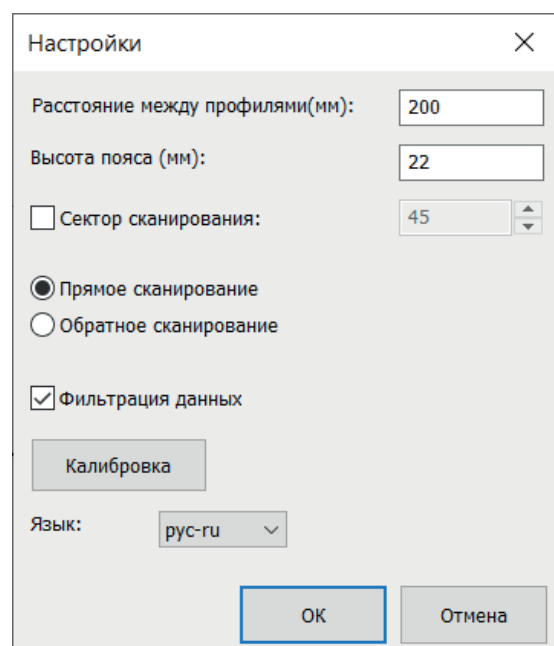 Настройки
Расстояние между профилями(мм): 200
Высота пояса (мм): 22
Сектор сканирования: 45
Прямое сканирование
Обратное сканирование
Фильтрация данных
Калибровка
Язык: рус-ru
ОК Отмена